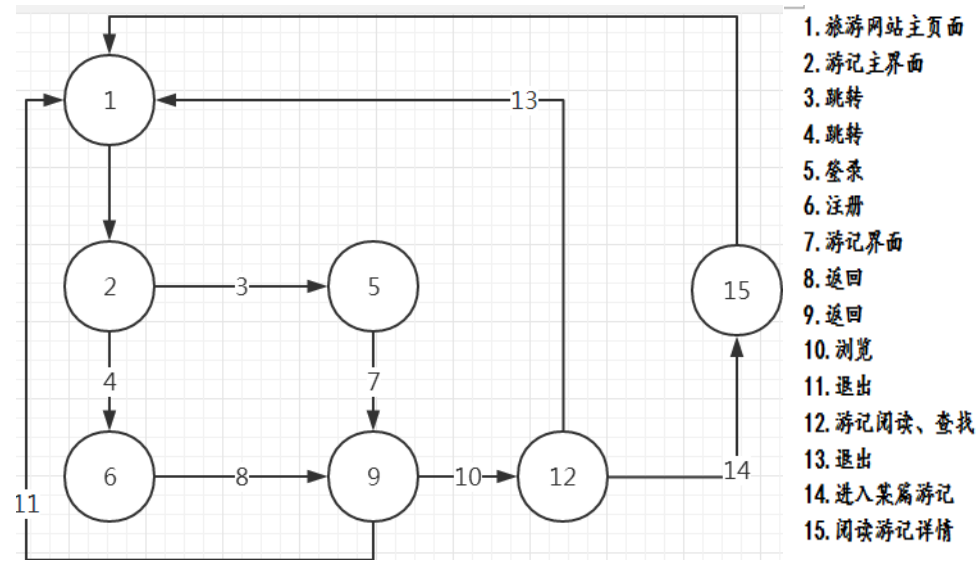 1
13
2
3
5
15
4
7
6
8
9
10
12
14
11
1.旅游网站主页面
2.游记主界面
3.跳转
4.跳转
5.登录
6.注册
7.游记界面
8.返回
9.返回
10.浏览
11.退出
12.游记阅读、查找
13.退出
14.进入某篇游记
15.阅读游记详情